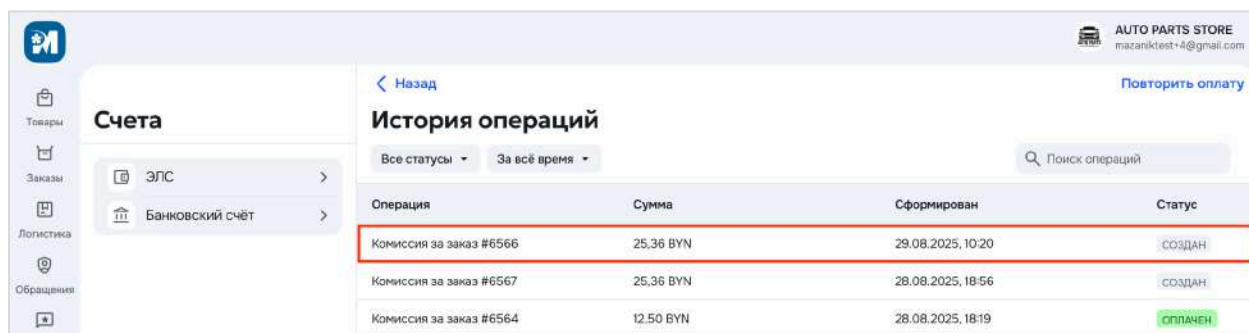 AUTO PARTS STORE
mazaniktest+4@gmail.com
Товары
Заказы
Логистика
Обращения
Счета
ЭЛС
Банковский счёт
Назад
Повторить оплату
История операций
Все статусы За всё время Поиск операций
Операция Сумма Сформирован Статус
Комиссия за заказ #6566 25,36 BYN 29.08.2025, 10:20 СОЗДАН
Комиссия за заказ #6567 25,36 BYN 28.08.2025, 18:56 СОЗДАН
Комиссия за заказ #6564 12,50 BYN 28.08.2025, 18:19 ОПЛАЧЕН